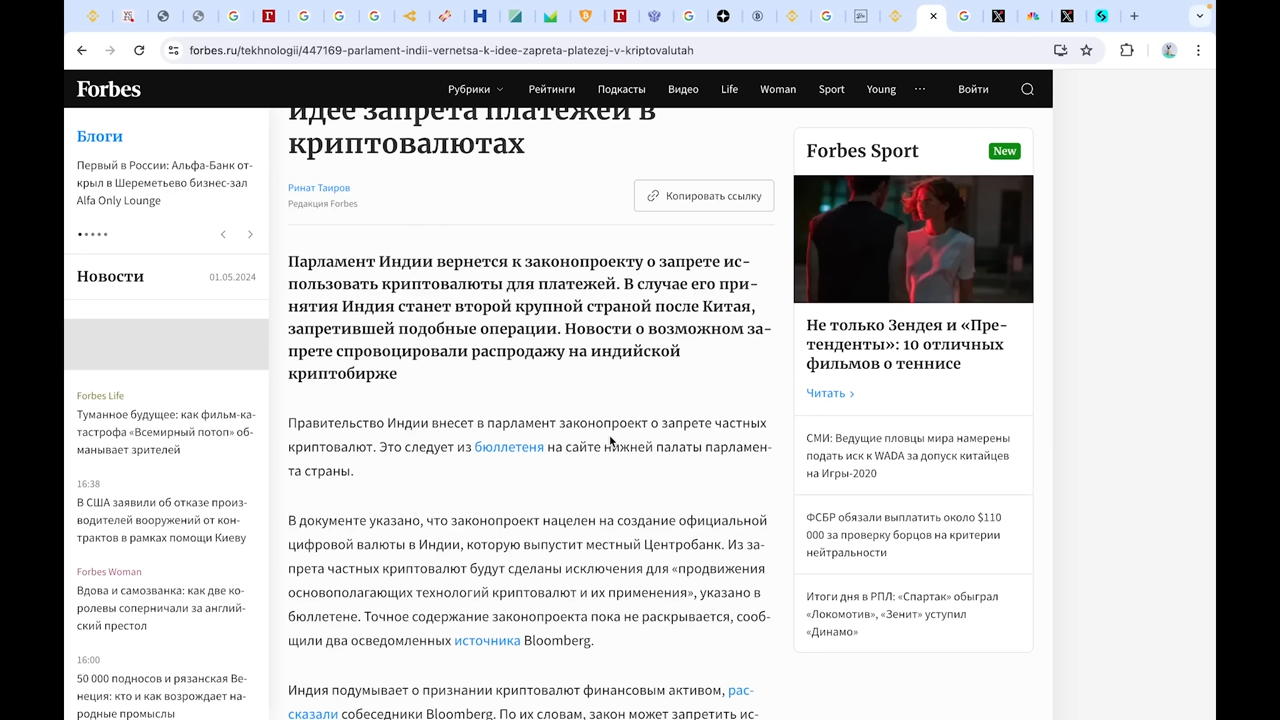 forbes.ru/tekhnologii/447169-parlament-indii-vernetsa-k-idee-zapreta-platezej-v-kriptovalutah
Forbes
Рубрики
Рейтинги
Подкасты
Видео
Life
Woman
Sport
Young
Войти
Блоги
Первый в России: Альфа-Банк от-
крыл в Шереметьево бизнес-зал
Alfa Only Lounge
Новости
01.05.2024
Forbes Life
Туманное будущее: как фильм-ка-
тастрофа «Всемирный потоп» об-
манывает зрителей
16:38
В США заявили об отказе произ-
водителей вооружений от кон-
трактов в рамках помощи Киеву
Forbes Woman
Вдова и самозванка: как две ко-
ролевы соперничали за англий-
ский престол
16:00
50 000 подносов и рязанская Ве-
неция: кто и как возрождает на-
родные промыслы
идее запрета платежей в
криптовалютах
Ринат Таиров
Редакция Forbes
Копировать ссылку
Парламент Индии вернется к законопроекту о запрете ис-
пользовать криптовалюты для платежей. В случае его при-
нятия Индия станет второй крупной страной после Китая,
запретившей подобные операции. Новости о возможном за-
прете спровоцировали распродажу на индийской
криптобирже
Правительство Индии внесет в парламент законопроект о запрете частных
криптовалют. Это следует из бюллетеня на сайте нижней палаты парламен-
та страны.
В документе указано, что законопроект нацелен на создание официальной
цифровой валюты в Индии, которую выпустит местный Центробанк. Из за-
прета частных криптовалют будут сделаны исключения для «продвижения
основополагающих технологий криптовалют и их применения», указано в
бюллетене. Точное содержание законопроекта пока не раскрывается, сооб-
щили два осведомленных источника Bloomberg.
Индия подумывает о признании криптовалют финансовым активом, рас-
сказали собеседники Bloomberg. По их словам, закон может запретить ис-
Forbes Sport
New
Не только Зендея и «Пре-
тенденты»: 10 отличных
фильмов о теннисе
Читать
СМИ: Ведущие пловцы мира намерены
подать иск к WADA за допуск китайцев
на Игры-2020
ФСБР обязали выплатить около $110
000 за проверку борцов на критерии
нейтральности
Итоги дня в РПЛ: «Спартак» обыграл
«Локомотив», «Зенит» уступил
«Динамо»